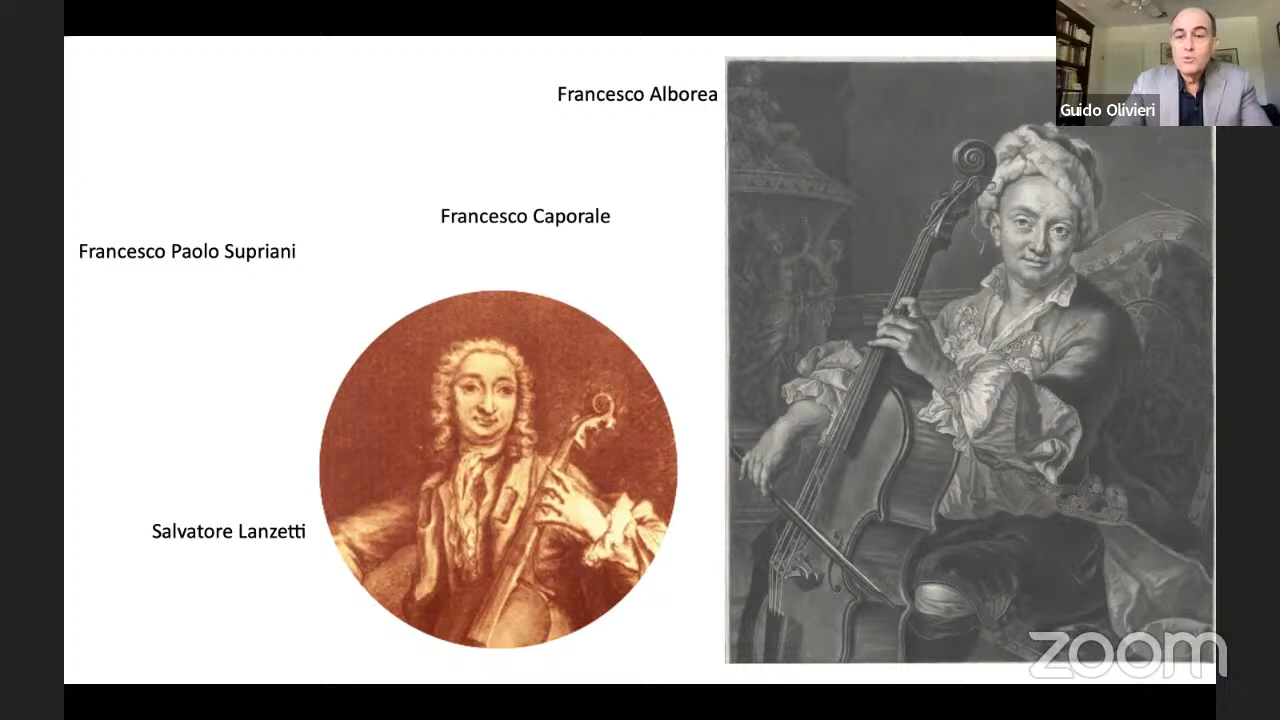 Francesco Alborea
Guido Olivieri
Francesco Caporale
Francesco Paolo Supriani
Salvatore Lanzetti
zoom